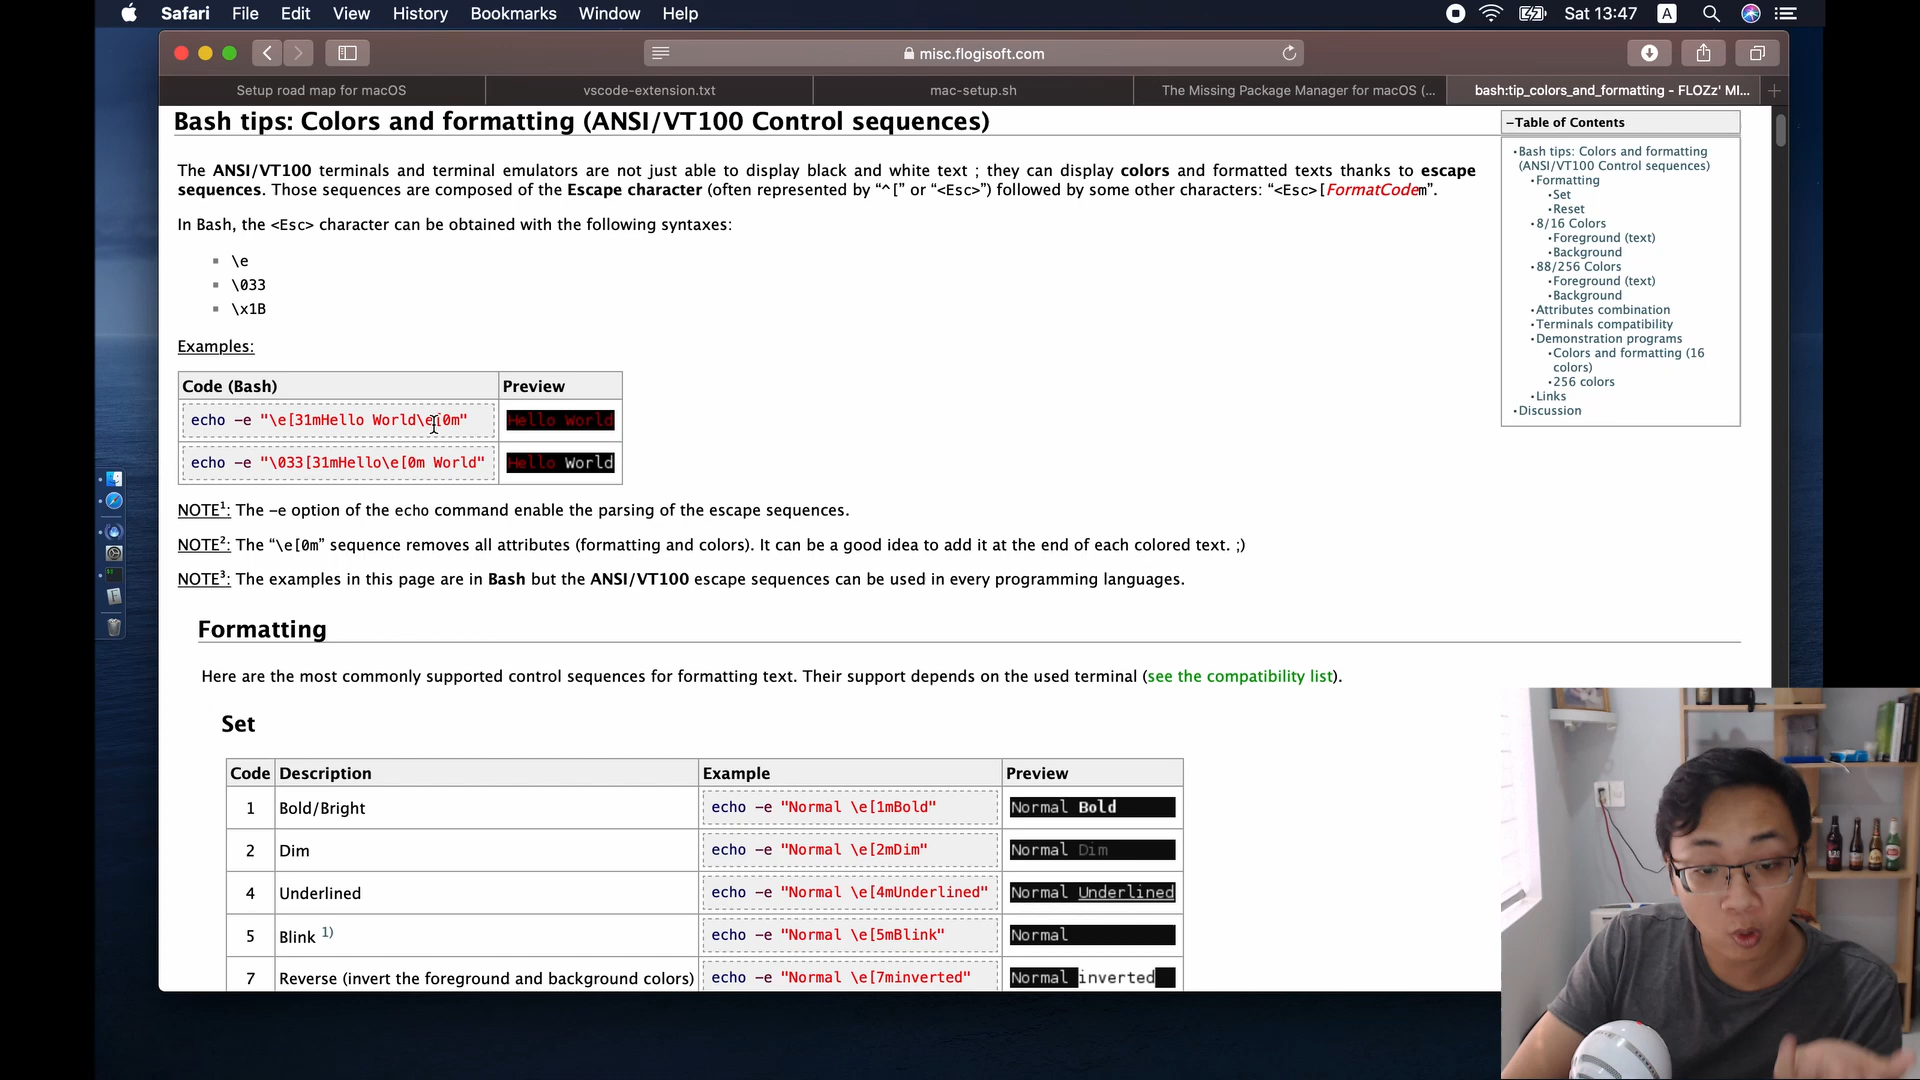 Safari File Edit View History Bookmarks Window Help Sat 13:47 A
misc.flogisoft.com
Setup road map for macOS vscode-extension.txt mac-setup.sh The Missing Package Manager for macOS (... bash:tip_colors_and_formatting - FLOZz' MI...
Bash tips: Colors and formatting (ANSI/VT100 Control sequences)
The ANSI/VT100 terminals and terminal emulators are not just able to display black and white text ; they can display colors and formatted texts thanks to escape
sequences. Those sequences are composed of the Escape character (often represented by “^[” or “<Esc>”) followed by some other characters: “<Esc>[FormatCodem”.
In Bash, the <Esc> character can be obtained with the following syntaxes:
\e
\033
\x1B
Examples:
Code (Bash) Preview
echo -e "\e[31mHello World\e[0m" Hello World
echo -e "\033[31mHello\e[0m World" Hello World
NOTE1: The -e option of the echo command enable the parsing of the escape sequences.
NOTE2: The “\e[0m” sequence removes all attributes (formatting and colors). It can be a good idea to add it at the end of each colored text. ;)
NOTE3: The examples in this page are in Bash but the ANSI/VT100 escape sequences can be used in every programming languages.
Formatting
Here are the most commonly supported control sequences for formatting text. Their support depends on the used terminal (see the compatibility list).
Set
Code Description Example Preview
1 Bold/Bright echo -e "Normal \e[1mBold" Normal Bold
2 Dim echo -e "Normal \e[2mDim" Normal Dim
4 Underlined echo -e "Normal \e[4mUnderlined" Normal Underlined
5 Blink 1) echo -e "Normal \e[5mBlink" Normal
7 Reverse (invert the foreground and background colors) echo -e "Normal \e[7minverted" Normal inverted
−Table of Contents
•Bash tips: Colors and formatting
(ANSI/VT100 Control sequences)
•Formatting
•Set
•Reset
•8/16 Colors
•Foreground (text)
•Background
•88/256 Colors
•Foreground (text)
•Background
•Attributes combination
•Terminals compatibility
•Demonstration programs
•Colors and formatting (16
colors)
•256 colors
•Links
•Discussion